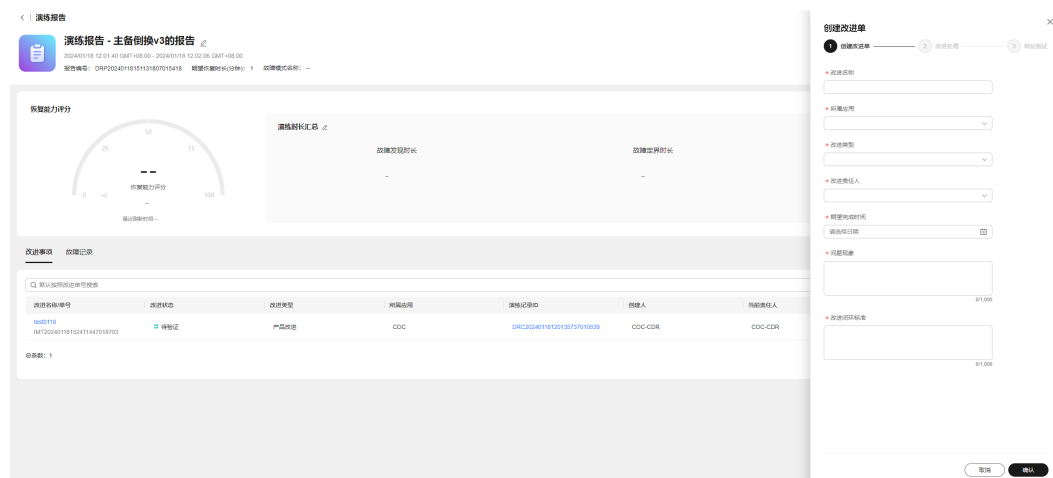 < | 演练报告
演练报告 - 主备倒换v3的报告
2024/01/18 12:01:40 GMT+08:00 - 2024/01/18 12:02:06 GMT+08:00
报告编号: DRP20240118151131807015418 期望恢复时长(分钟): 1 故障模式名称: --
恢复能力评分
0
25
50
75
100
--
恢复能力评分
--
最近刷新时间 --
演练时长汇总
故障发现时长
--
故障定界时长
--
改进事项 故障记录
默认按照改进单号搜索
改进名称/单号 改进状态 改进类型 所属应用 演练记录ID 创建人 当前责任人
test0118
IMT20240118152411447018703
待验证 产品改进 COC DRC20240118120135737010539 COC-CDR COC-CDR
总条数: 1
创建改进单
1 创建改进单 2 改进处理 3 响应验证
* 改进名称
* 所属应用
* 改进类型
* 改进责任人
* 期望完成时间
请选择日期
* 问题现象
0/1,000
* 改进闭环标准
0/1,000
取消 确认